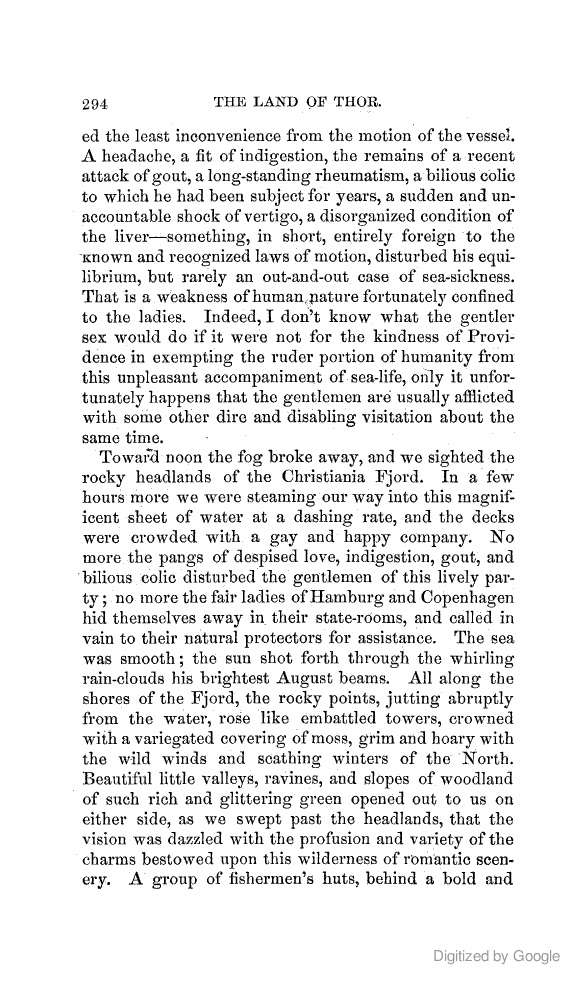 294 THE LAND OF THOR.
ed the least inconvenience from the motion of the vessel.
A headache, a fit of indigestion, the remains of a recent
attack of gout, a long-standing rheumatism, a bilious colic
to which he had been subject for years, a sudden and un-
accountable shock of vertigo, a disorganized condition of
the liver—something, in short, entirely foreign to the
known and recognized laws of motion, disturbed his equi-
librium, but rarely an out-and-out case of sea-sickness.
That is a weakness of human nature fortunately confined
to the ladies. Indeed, I don't know what the gentler
sex would do if it were not for the kindness of Provi-
dence in exempting the ruder portion of humanity from
this unpleasant accompaniment of sea-life, only it unfor-
tunately happens that the gentlemen are usually afflicted
with some other dire and disabling visitation about the
same time.
Toward noon the fog broke away, and we sighted the
rocky headlands of the Christiania Fjord. In a few
hours more we were steaming our way into this magnif-
icent sheet of water at a dashing rate, and the decks
were crowded with a gay and happy company. No
more the pangs of despised love, indigestion, gout, and
bilious colic disturbed the gentlemen of this lively par-
ty; no more the fair ladies of Hamburg and Copenhagen
hid themselves away in their state-rooms, and called in
vain to their natural protectors for assistance. The sea
was smooth; the sun shot forth through the whirling
rain-clouds his brightest August beams. All along the
shores of the Fjord, the rocky points, jutting abruptly
from the water, rose like embattled towers, crowned
with a variegated covering of moss, grim and hoary with
the wild winds and scathing winters of the North.
Beautiful little valleys, ravines, and slopes of woodland
of such rich and glittering green opened out to us on
either side, as we swept past the headlands, that the
vision was dazzled with the profusion and variety of the
charms bestowed upon this wilderness of romantic scen-
ery. A group of fishermen's huts, behind a bold and
Digitized by Google